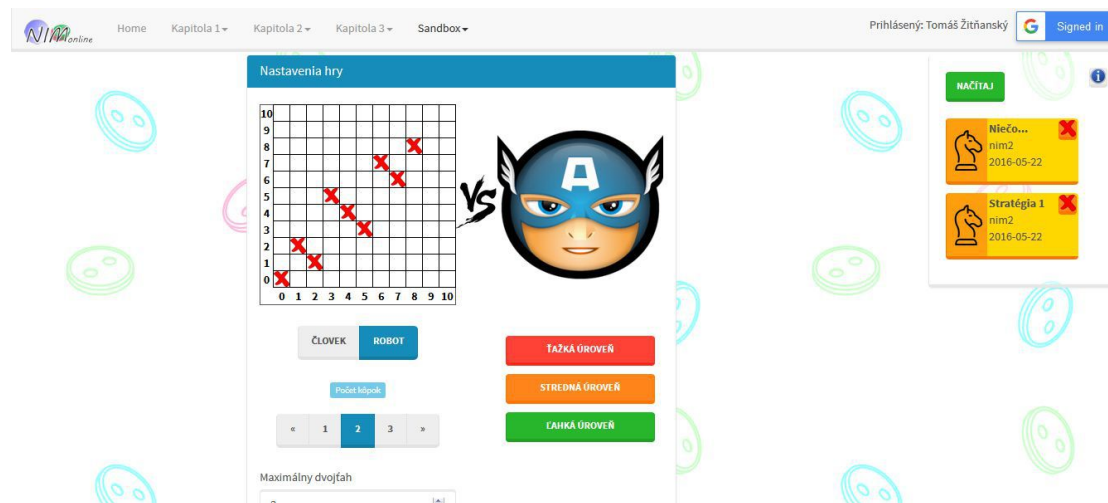 NIMonline Home Kapitola 1 Kapitola 2 Kapitola 3 Sandbox Prihlásený: Tomáš Žitňanský G Signed in
Nastavenia hry
10
9
8
7
6
5
4
3
2
1
0
0 1 2 3 4 5 6 7 8 9 10
VS
A
ČLOVEK ROBOT
Počet kôpok
« 1 2 3 »
Maximálny dvojťah
ŤAŽKÁ ÚROVEŇ
STREDNÁ ÚROVEŇ
ĽAHKÁ ÚROVEŇ
NAČÍTAJ
i
Niečo...
nim2
2016-05-22
Stratégia 1
nim2
2016-05-22